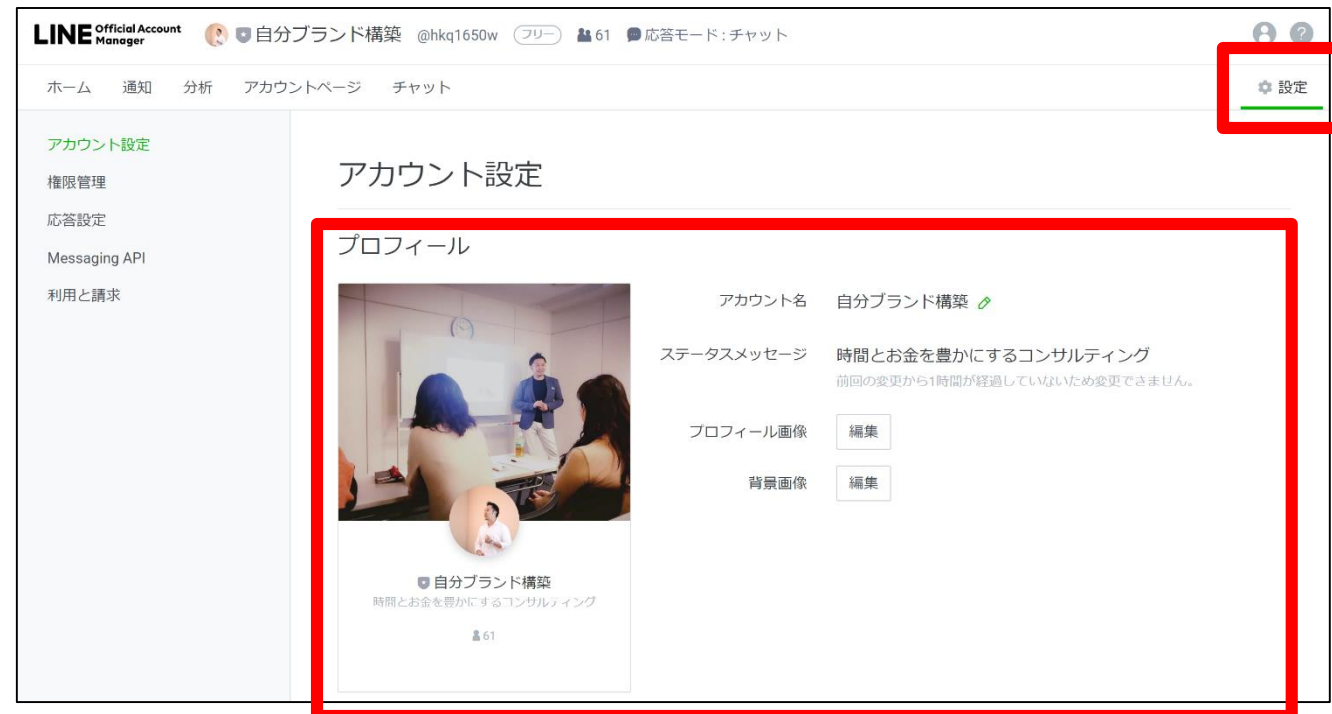 LINE Official Account Manager 自分ブランド構築 @hkq1650w フリー 61 応答モード : チャット
ホーム 通知 分析 アカウントページ チャット 設定
アカウント設定
権限管理
応答設定
Messaging API
利用と請求
アカウント設定
プロフィール
アカウント名 自分ブランド構築
ステータスメッセージ 時間とお金を豊かにするコンサルティング
前回の変更から1時間が経過していないため変更できません。
プロフィール画像 編集
背景画像 編集
自分ブランド構築
時間とお金を豊かにするコンサルティング
61